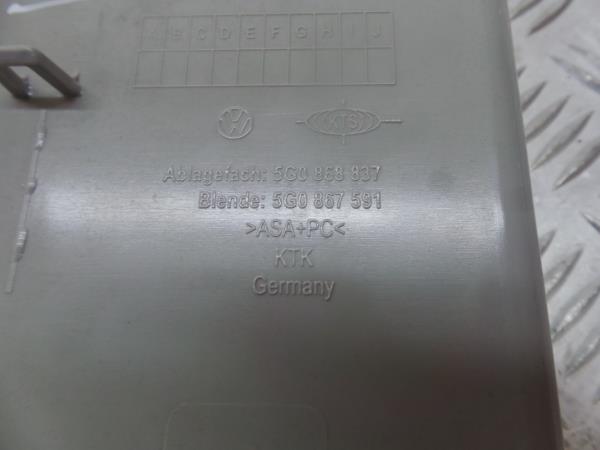 A B C D E F G H I J
KTS
Ablagefach: 5G0 868 837
Blende: 5G0 867 591
>ASA+PC<
KTK
Germany